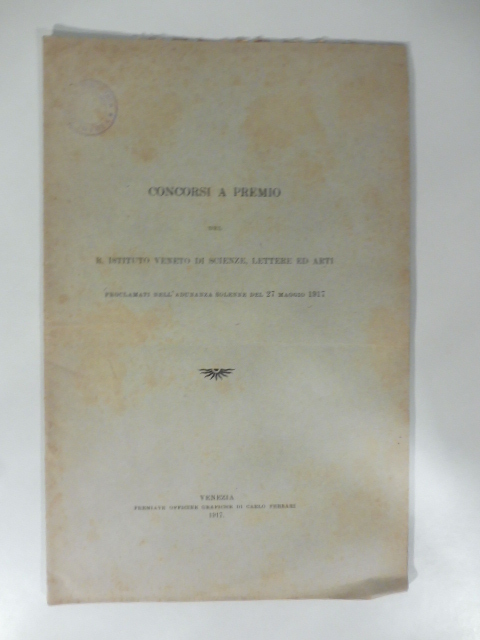 CONCORSI A PREMIO
DEL
R. ISTITUTO VENETO DI SCIENZE, LETTERE ED ARTI
PROCLAMATI NELL'ADUNANZA SOLENNE DEL 27 MAGGIO 1917
VENEZIA
PREMIATE OFFICINE GRAFICHE DI CARLO FERRARI
1917.